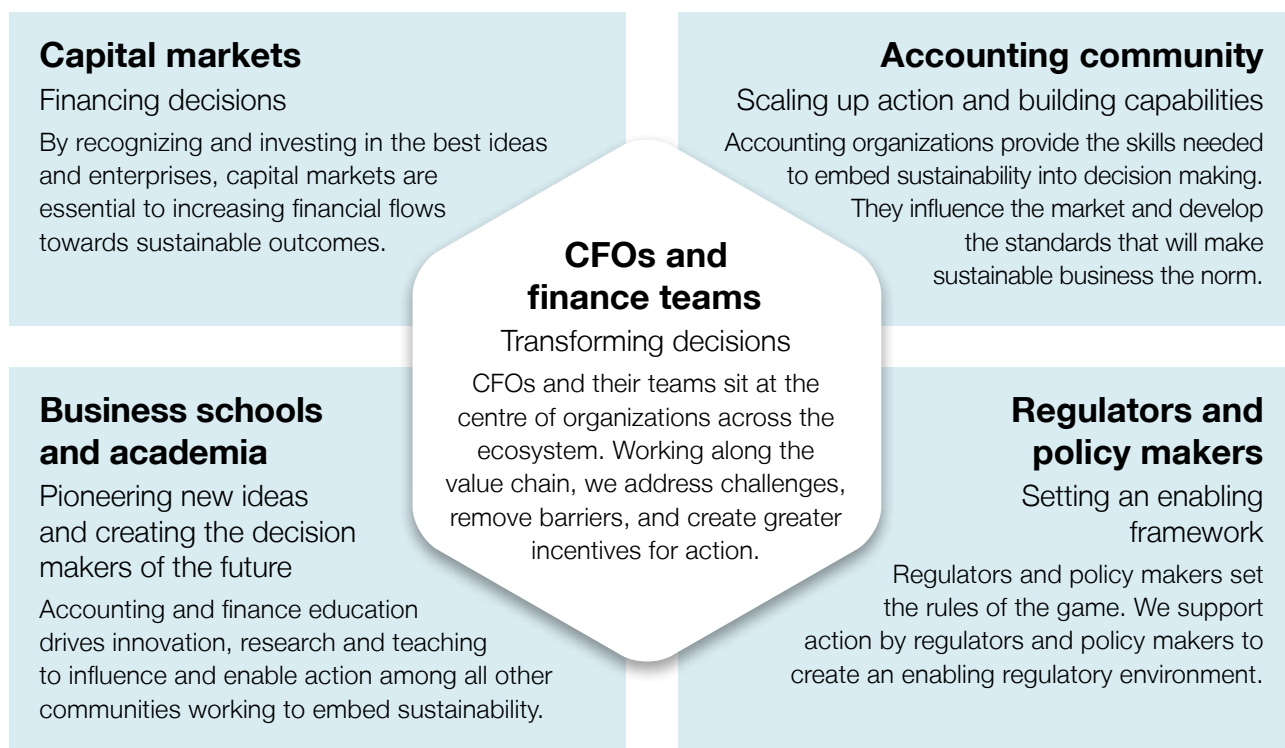 Capital markets
Financing decisions
By recognizing and investing in the best ideas
and enterprises, capital markets are
essential to increasing financial flows
towards sustainable outcomes.
Accounting community
Scaling up action and building capabilities
Accounting organizations provide the skills needed
to embed sustainability into decision making.
They influence the market and develop
the standards that will make
sustainable business the norm.
CFOs and
finance teams
Transforming decisions
CFOs and their teams sit at the
centre of organizations across the
ecosystem. Working along the
value chain, we address challenges,
remove barriers, and create greater
incentives for action.
Business schools
and academia
Pioneering new ideas
and creating the decision
makers of the future
Accounting and finance education
drives innovation, research and teaching
to influence and enable action among all other
communities working to embed sustainability.
Regulators and
policy makers
Setting an enabling
framework
Regulators and policy makers set
the rules of the game. We support
action by regulators and policy makers to
create an enabling regulatory environment.